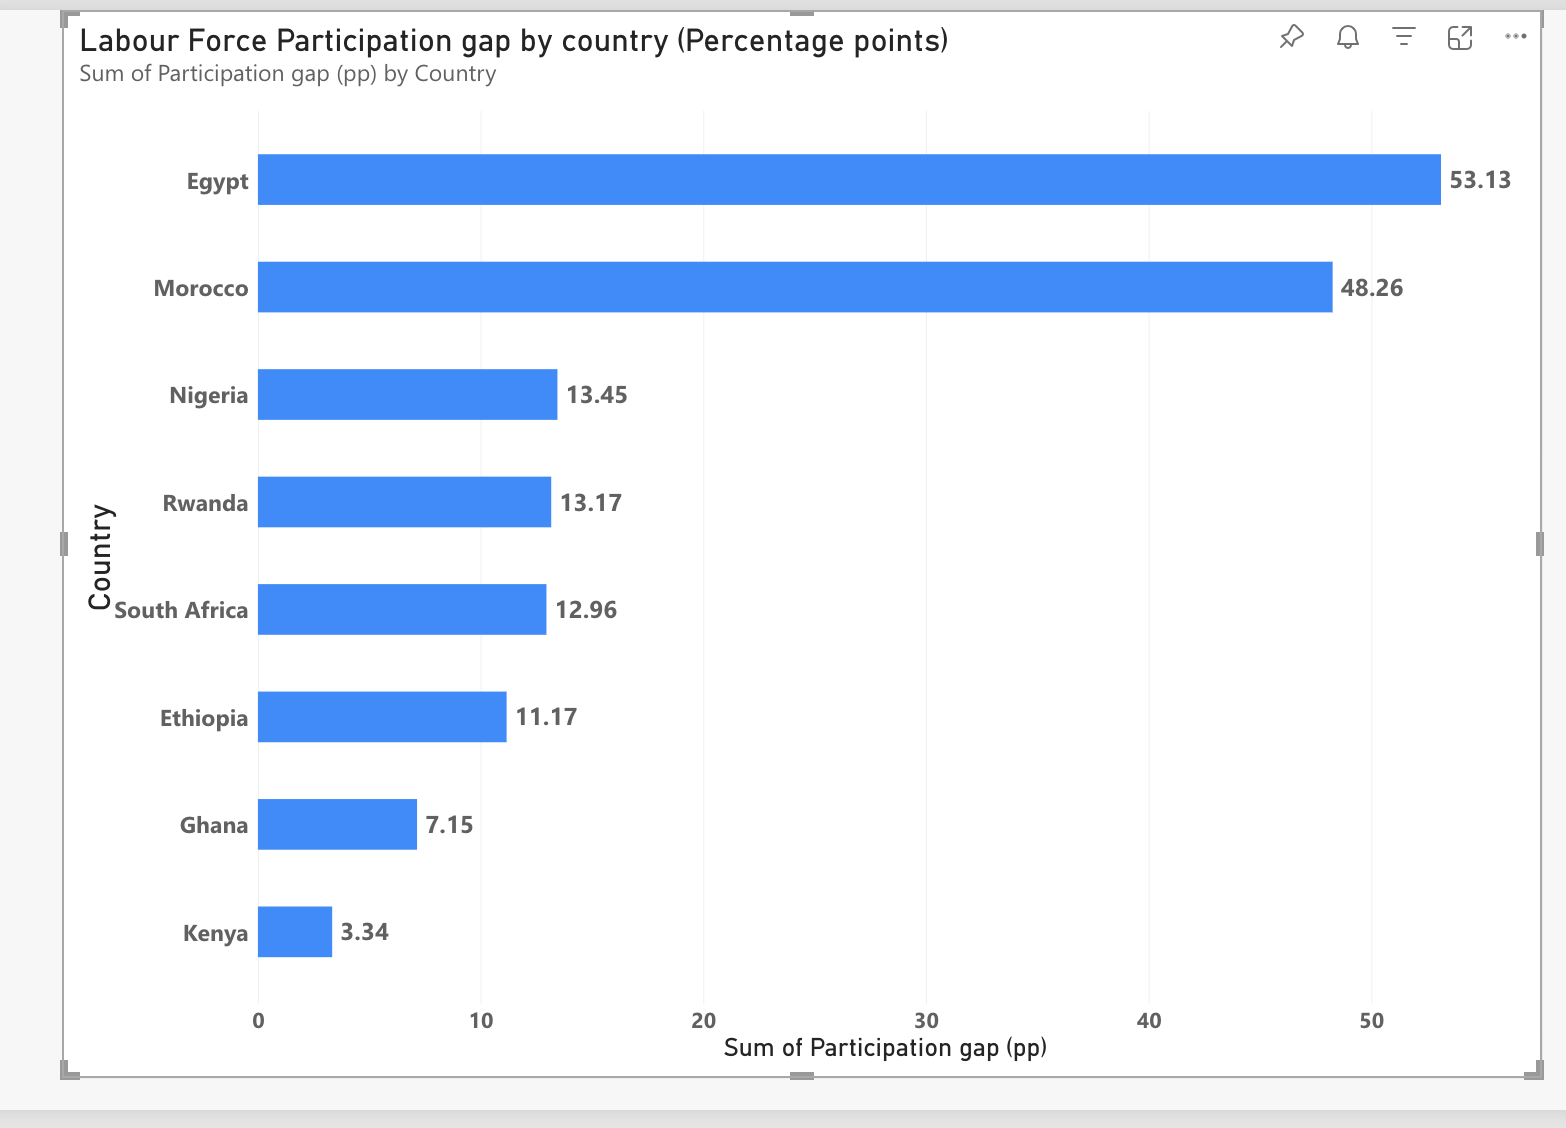 Labour Force Participation gap by country (Percentage points)
Sum of Participation gap (pp) by Country
Country
Egypt 53.13
Morocco 48.26
Nigeria 13.45
Rwanda 13.17
South Africa 12.96
Ethiopia 11.17
Ghana 7.15
Kenya 3.34
0 10 20 30 40 50
Sum of Participation gap (pp)